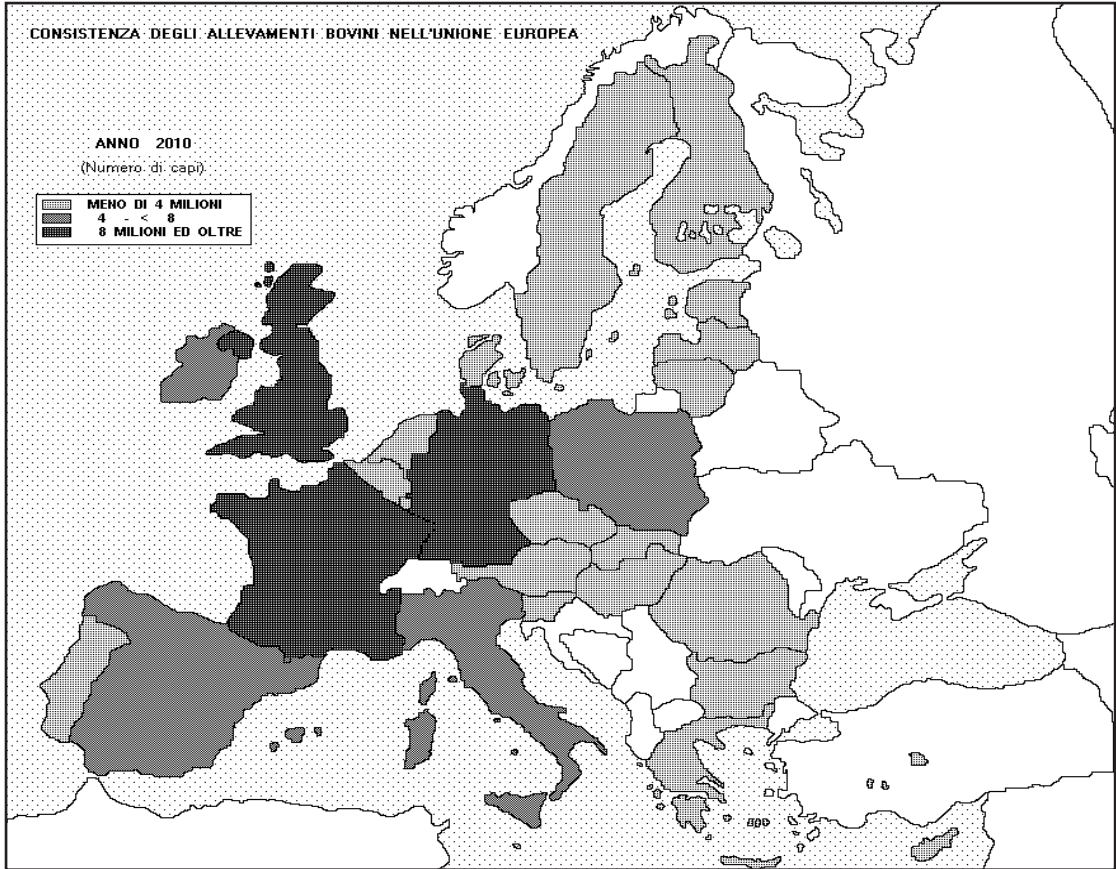 CONSISTENZA DEGLI ALLEVAMENTI BOVINI NELL'UNIONE EUROPEA
ANNO 2010
(Numero di capi)
MENO DI 4 MILIONI
4 - < 8
8 MILIONI ED OLTRE